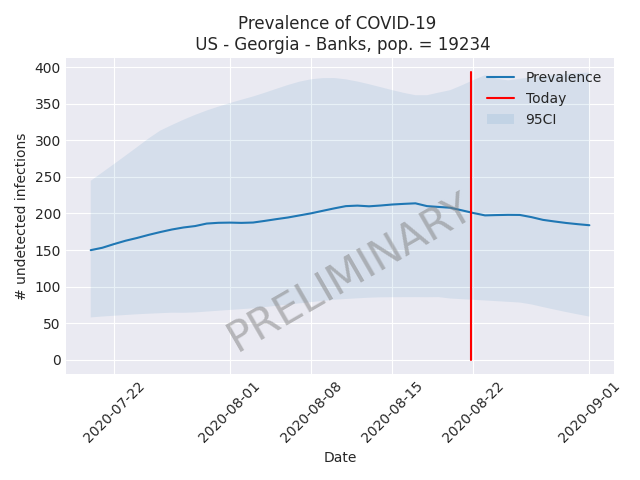 Prevalence of COVID-19
US - Georgia - Banks, pop. = 19234
400
350
300
250
200
150
100
50
0
# undetected infections
Prevalence
Today
95CI
PRELIMINARY
2020-07-22
2020-08-01
2020-08-08
2020-08-15
2020-08-22
2020-09-01
Date